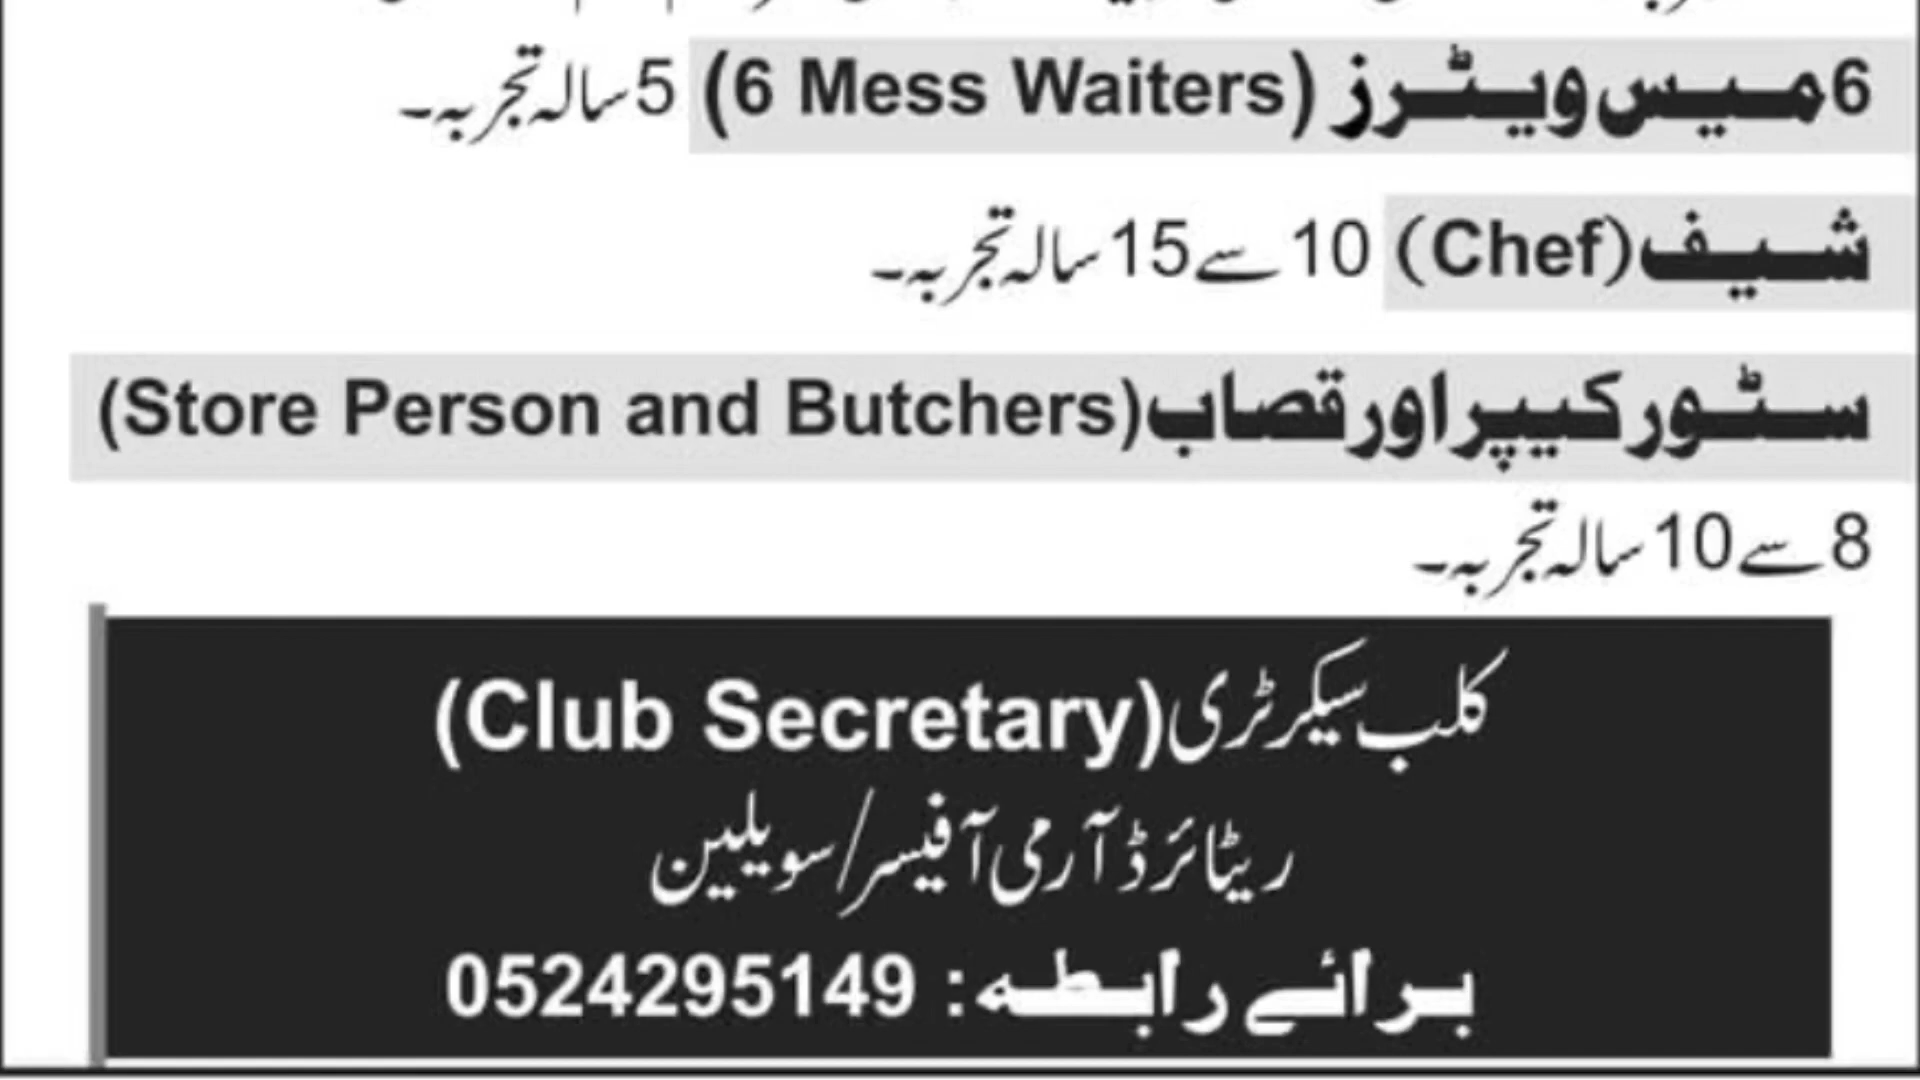 6 میس ویٹرز (6 Mess Waiters) 5 سالہ تجربہ۔
شیف (Chef) 10 سے 15 سالہ تجربہ۔
سٹور کیپر اور قصاب (Store Person and Butchers)
8 سے 10 سالہ تجربہ۔
کلب سیکرٹری (Club Secretary)
ریٹائرڈ آرمی آفیسر/سویلین
برائے رابطہ: 0524295149